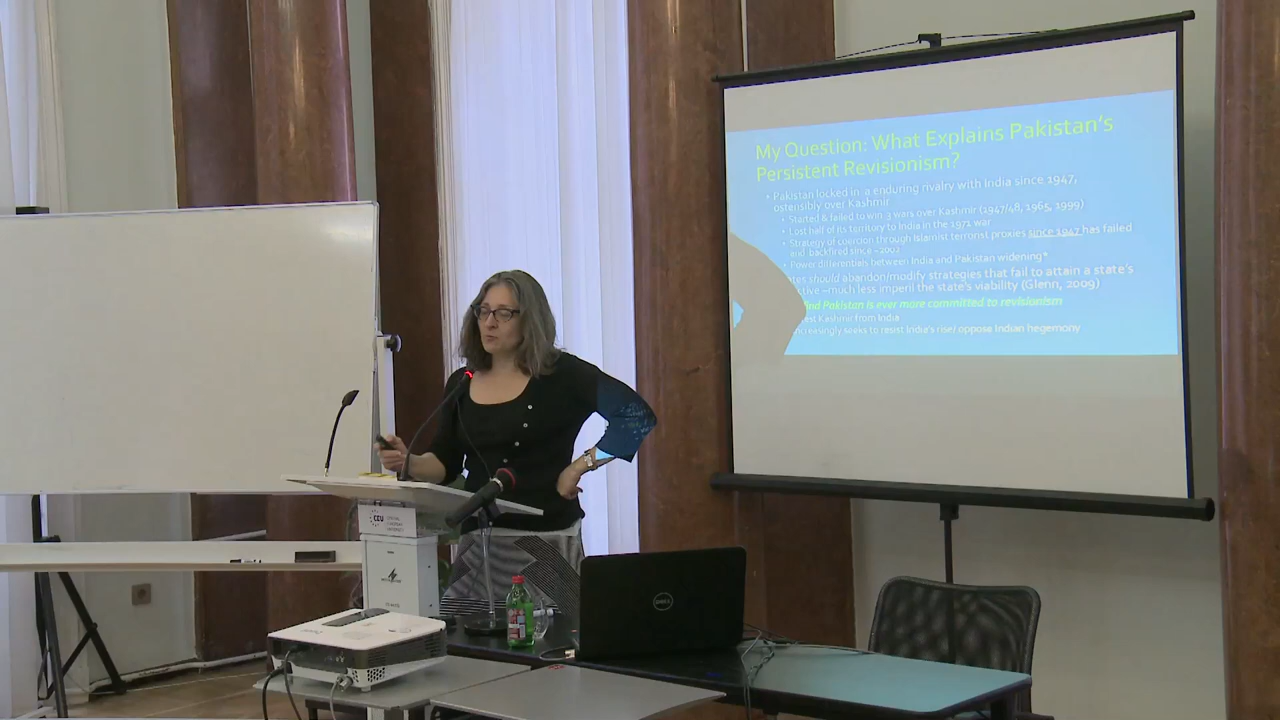 My Question: What Explains Pakistan's
Persistent Revisionism?
• Pakistan locked in a enduring rivalry with India since 1947,
ostensibly over Kashmir
• Started & failed to win 3 wars over Kashmir (1947/48, 1965, 1999)
• Lost half of its territory to India in the 1971 war
• Strategy of coercion through Islamist terrorist proxies since 1947 has failed
and backfired since ~2002
• Power differentials between India and Pakistan widening*
should abandon/modify strategies that fail to attain a state's
ctive –much less imperil the state's viability (Glenn, 2009)
find Pakistan is ever more committed to revisionism
est Kashmir from India
ncreasingly seeks to resist India's rise/ oppose Indian hegemony
CEU
DELL